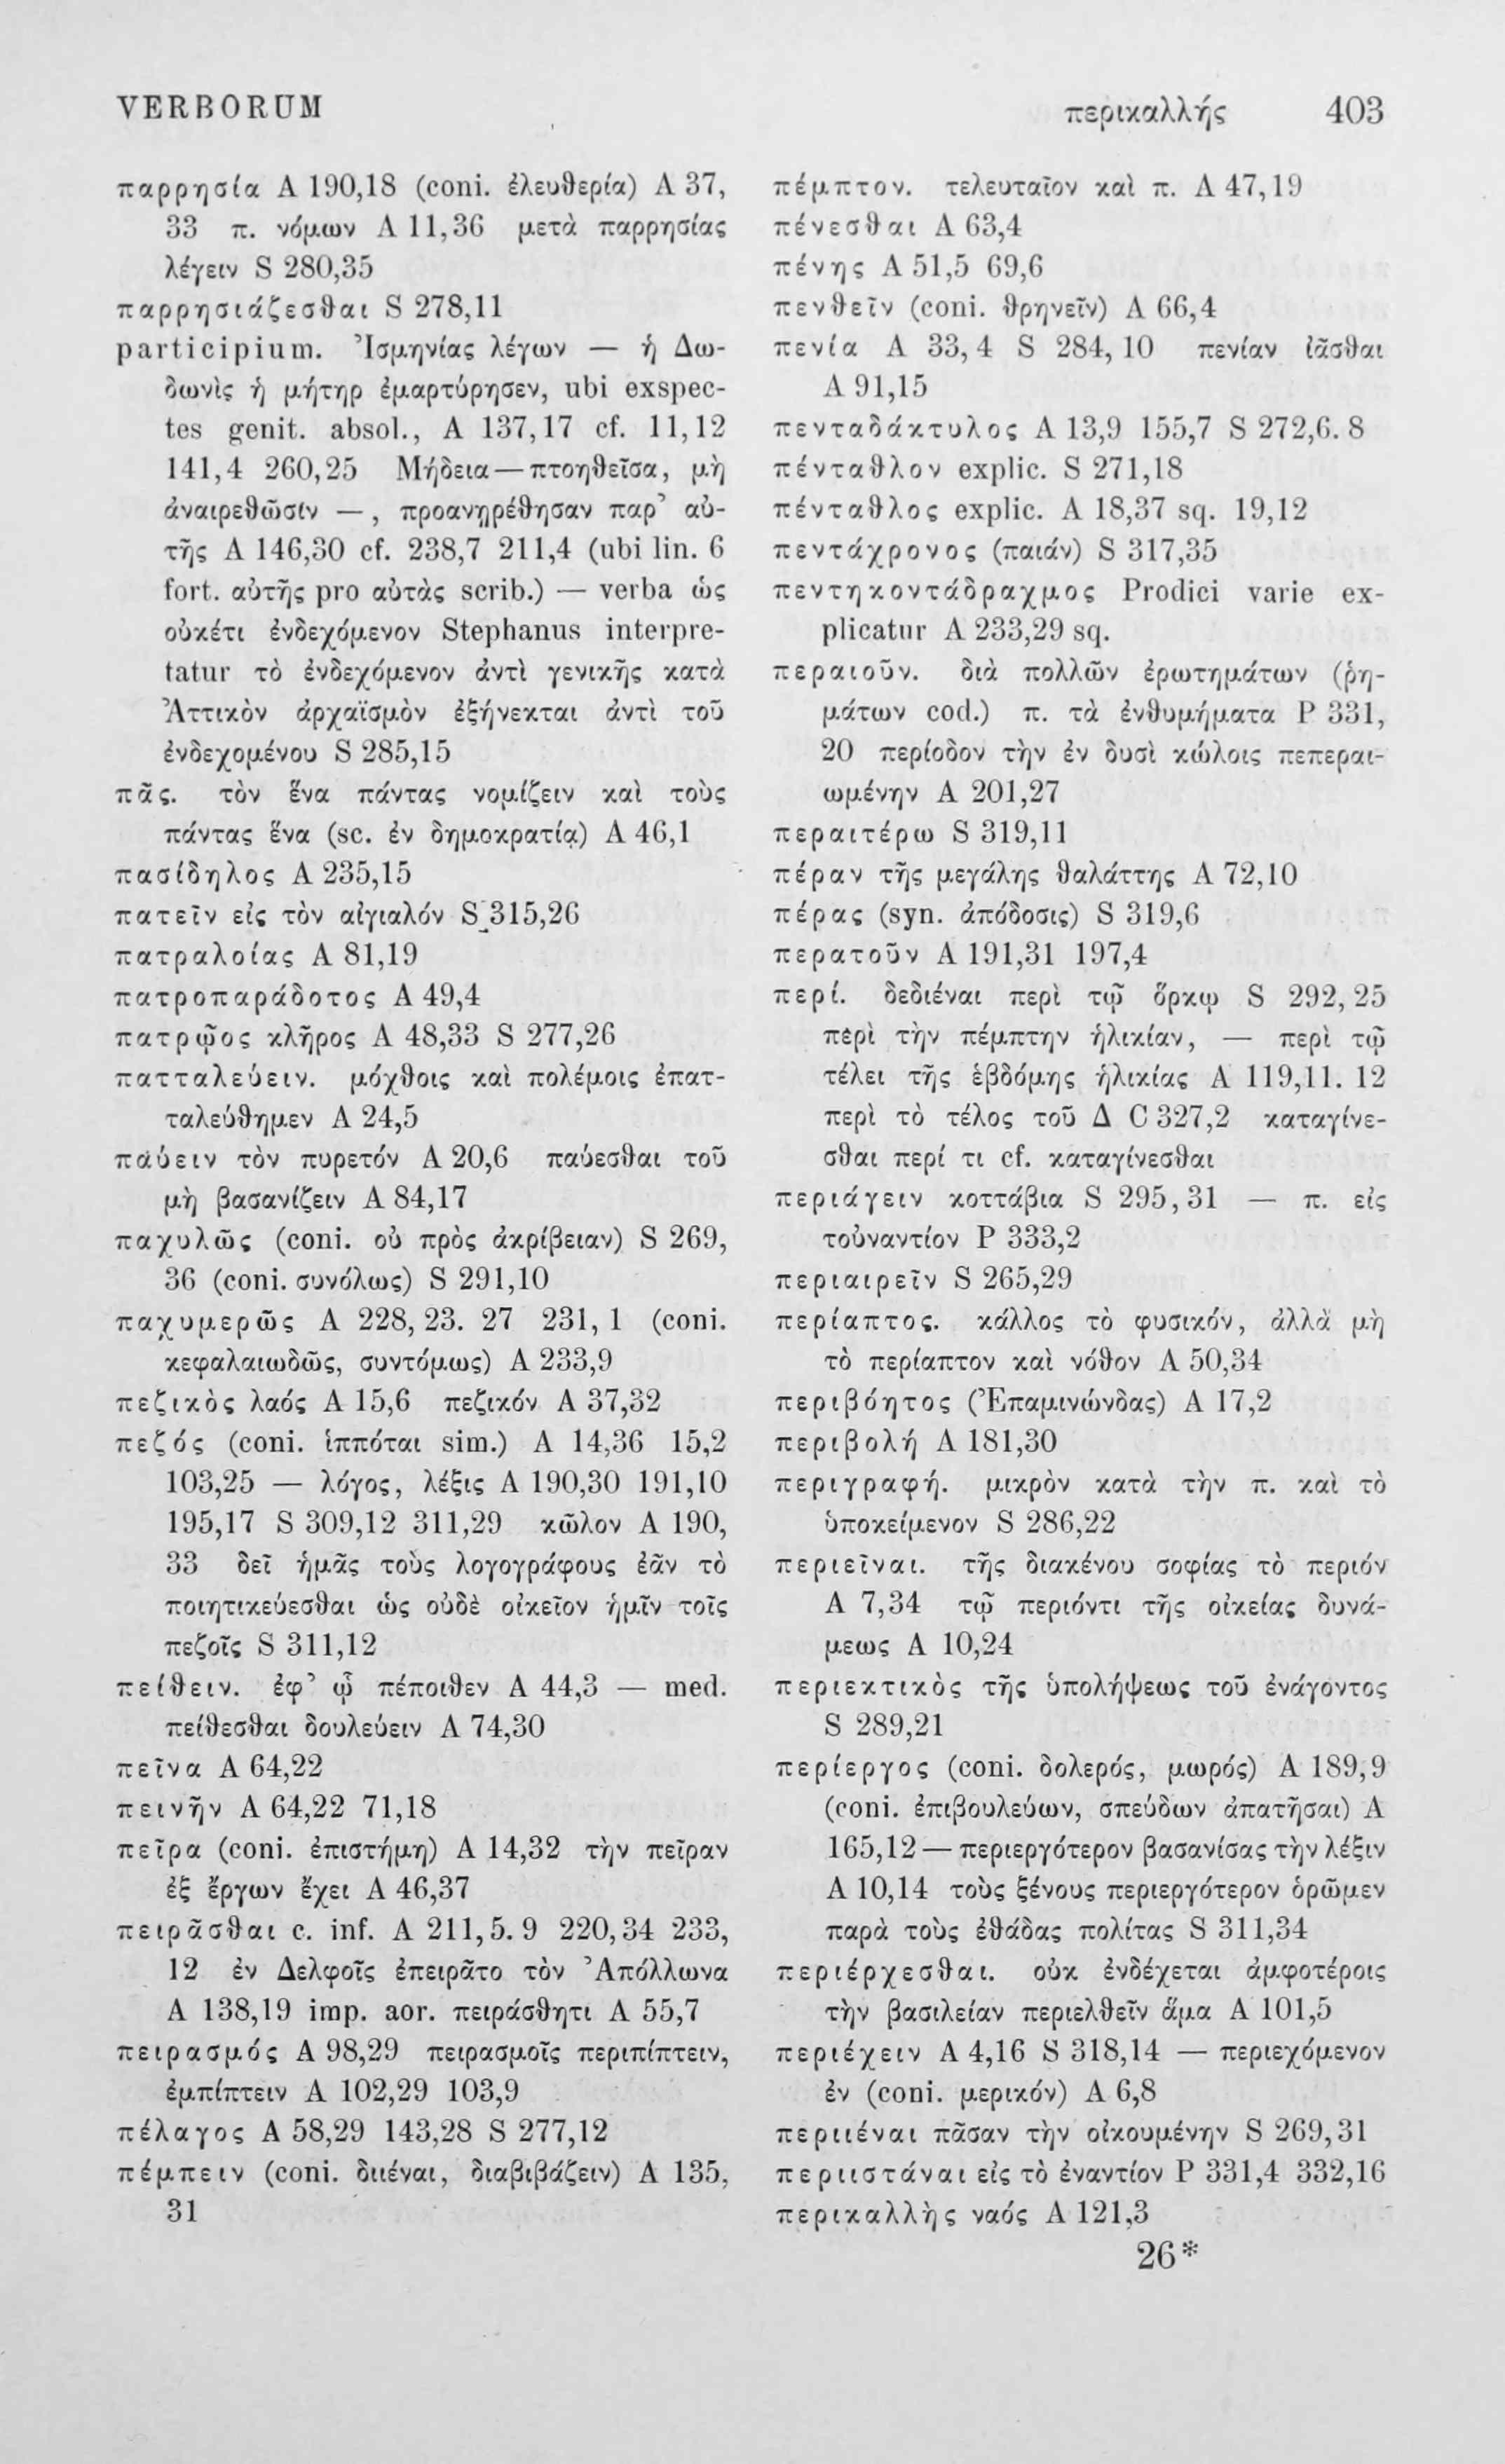 VERBORUM περικαλλής 403
παρρησία A 190,18 (coni. ἐλευθερία) A 37,
33 π. νόμων A 11,36 μετὰ παρρησίας
λέγειν S 280,35
παρρησιάζεσθαι S 278,11
participium. Ἰσμηνίας λέγων — ἡ Δω-
δωνὶς ἡ μήτηρ ἐμαρτύρησεν, ubi exspec-
tes genit. absol., A 137,17 cf. 11,12
141,4 260,25 Μήδεια — πτοηθεῖσα, μὴ
ἀναιρεθῶσιν —, προανῃρέθησαν παρ’ αὐ-
τῆς A 146,30 cf. 238,7 211,4 (ubi lin. 6
fort. αὐτῆς pro αὐτὰς scrib.) — verba ὡς
οὐκέτι ἐνδεχόμενον Stephanus interpre-
tatur τὸ ἐνδεχόμενον ἀντὶ γενικῆς κατὰ
Ἀττικὸν ἀρχαϊσμὸν ἐξήνεκται ἀντὶ τοῦ
ἐνδεχομένου S 285,15
πᾶς. τὸν ἕνα πάντας νομίζειν καὶ τοὺς
πάντας ἕνα (sc. ἐν δημοκρατίᾳ) A 46,1
πασίδηλος A 235,15
πατεῖν εἰς τὸν αἰγιαλόν S 315,26
πατραλοίας A 81,19
πατροπαράδοτος A 49,4
πατρῷος κλῆρος A 48,33 S 277,26
πατταλεύειν. μόχθοις καὶ πολέμοις ἐπατ-
ταλεύθημεν A 24,5
παύειν τὸν πυρετόν A 20,6 παύεσθαι τοῦ
μὴ βασανίζειν A 84,17
παχυλῶς (coni. οὐ πρὸς ἀκρίβειαν) S 269,
36 (coni. συνόλως) S 291,10
παχυμερῶς A 228, 23. 27 231, 1 (coni.
κεφαλαιωδῶς, συντόμως) A 233,9
πεζικὸς λαός A 15,6 πεζικόν A 37,32
πεζός (coni. ἱππόται sim.) A 14,36 15,2
103,25 — λόγος, λέξις A 190,30 191,10
195,17 S 309,12 311,29 κῶλον A 190,
33 δεῖ ἡμᾶς τοὺς λογογράφους ἐᾶν τὸ
ποιητικεύεσθαι ὡς οὐδὲ οἰκεῖον ἡμῖν τοῖς
πεζοῖς S 311,12
πείθειν. ἐφ’ ᾧ πέποιθεν A 44,3 — med.
πείθεσθαι δουλεύειν A 74,30
πεῖνα A 64,22
πεινῆν A 64,22 71,18
πεῖρα (coni. ἐπιστήμη) A 14,32 τὴν πεῖραν
ἐξ ἔργων ἔχει A 46,37
πειρᾶσθαι c. inf. A 211,5. 9 220,34 233,
12 ἐν Δελφοῖς ἐπειρᾶτο τὸν Ἀπόλλωνα
A 138,19 imp. aor. πειράσθητι A 55,7
πειρασμός A 98,29 πειρασμοῖς περιπίπτειν,
ἐμπίπτειν A 102,29 103,9
πέλαγος A 58,29 143,28 S 277,12
πέμπειν (coni. διιέναι, διαβιβάζειν) A 135,
31
πέμπτον. τελευταῖον καὶ π. A 47,19
πένεσθαι A 63,4
πένης A 51,5 69,6
πενθεῖν (coni. θρηνεῖν) A 66,4
πενία A 33, 4 S 284, 10 πενίαν ἰᾶσθαι
A 91,15
πενταδάκτυλος A 13,9 155,7 S 272,6. 8
πένταθλον explic. S 271,18
πένταθλος explic. A 18,37 sq. 19,12
πεντάχρονος (παιάν) S 317,35
πεντηκοντάδραχμος Prodici varie ex-
plicatur A 233,29 sq.
περαιοῦν. διὰ πολλῶν ἐρωτημάτων (ῥη-
μάτων cod.) π. τὰ ἐνθυμήματα P 331,
20 περίοδον τὴν ἐν δυσὶ κώλοις πεπεραι-
ωμένην A 201,27
περαιτέρω S 319,11
πέραν τῆς μεγάλης θαλάττης A 72,10
πέρας (syn. ἀπόδοσις) S 319,6
περατοῦν A 191,31 197,4
περί. δεδιέναι περὶ τῷ ὅρκῳ S 292, 25
περὶ τὴν πέμπτην ἡλικίαν, — περὶ τῷ
τέλει τῆς ἑβδόμης ἡλικίας A 119,11. 12
περὶ τὸ τέλος τοῦ Δ C 327,2 καταγίνε-
σθαι περί τι cf. καταγίνεσθαι
περιάγειν κοττάβια S 295,31 — π. εἰς
τοὐναντίον P 333,2
περιαιρεῖν S 265,29
περίαπτος. κάλλος τὸ φυσικόν, ἀλλὰ μὴ
τὸ περίαπτον καὶ νόθον A 50,34
περιβόητος (Ἐπαμινώνδας) A 17,2
περιβολή A 181,30
περιγραφή. μικρὸν κατὰ τὴν π. καὶ τὸ
ὑποκείμενον S 286,22
περιεῖναι. τῆς διακένου σοφίας τὸ περιόν
A 7,34 τῷ περιόντι τῆς οἰκείας δυνά-
μεως A 10,24
περιεκτικὸς τῆς ὑπολήψεως τοῦ ἐνάγοντος
S 289,21
περίεργος (coni. δολερός, μωρός) A 189,9
(coni. ἐπιβουλεύων, σπεύδων ἀπατῆσαι) A
165,12 — περιεργότερον βασανίσας τὴν λέξιν
A 10,14 τοὺς ξένους περιεργότερον ὁρῶμεν
παρὰ τοὺς ἐθάδας πολίτας S 311,34
περιέρχεσθαι. οὐκ ἐνδέχεται ἀμφοτέροις
τὴν βασιλείαν περιελθεῖν ἅμα A 101,5
περιέχειν A 4,16 S 318,14 — περιεχόμενον
ἐν (coni. μερικόν) A 6,8
περιιέναι πᾶσαν τὴν οἰκουμένην S 269,31
περιιστάναι εἰς τὸ ἐναντίον P 331,4 332,16
περικαλλὴς ναός A 121,3
26*